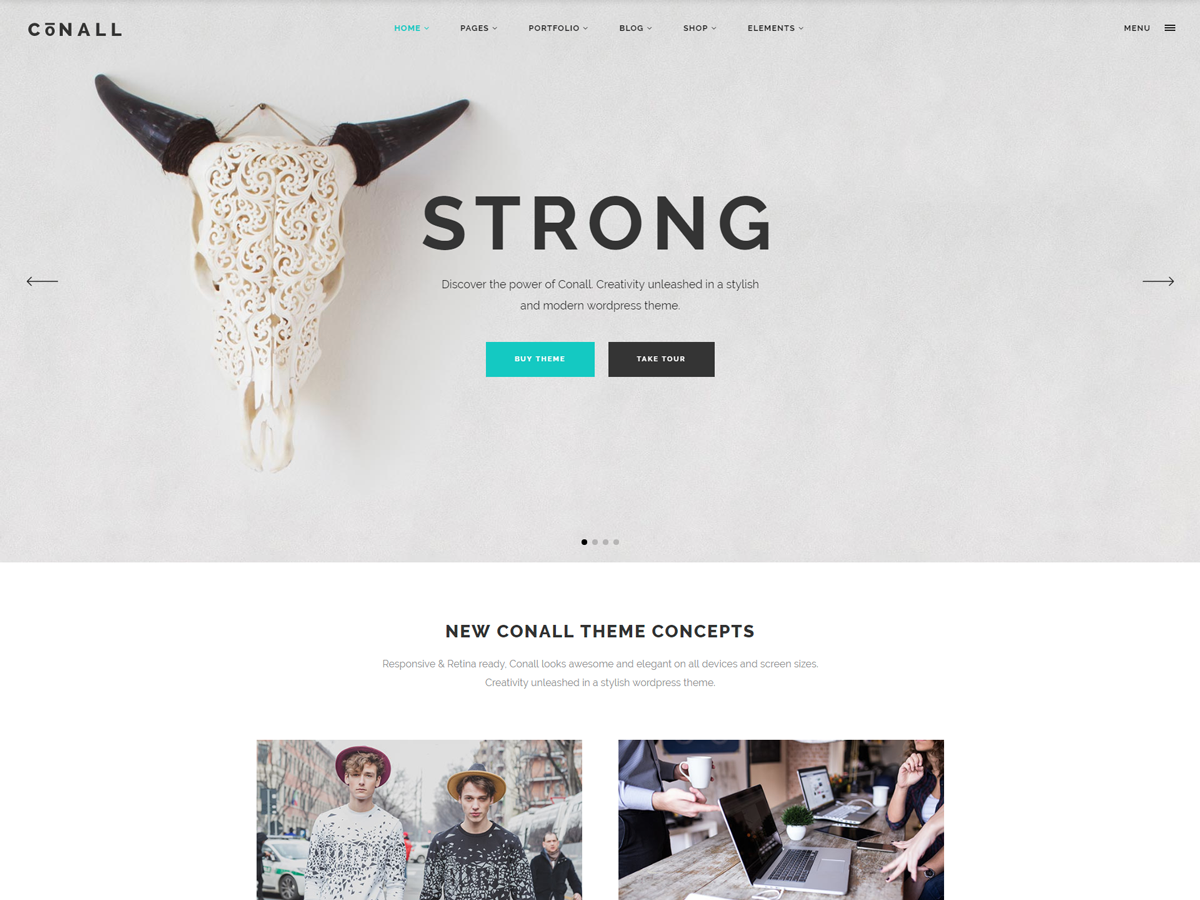 CōNALL
HOME PAGES PORTFOLIO BLOG SHOP ELEMENTS
MENU
STRONG
Discover the power of Conall. Creativity unleashed in a stylish
and modern wordpress theme.
BUY THEME
TAKE TOUR
NEW CONALL THEME CONCEPTS
Responsive & Retina ready, Conall looks awesome and elegant on all devices and screen sizes.
Creativity unleashed in a stylish wordpress theme.